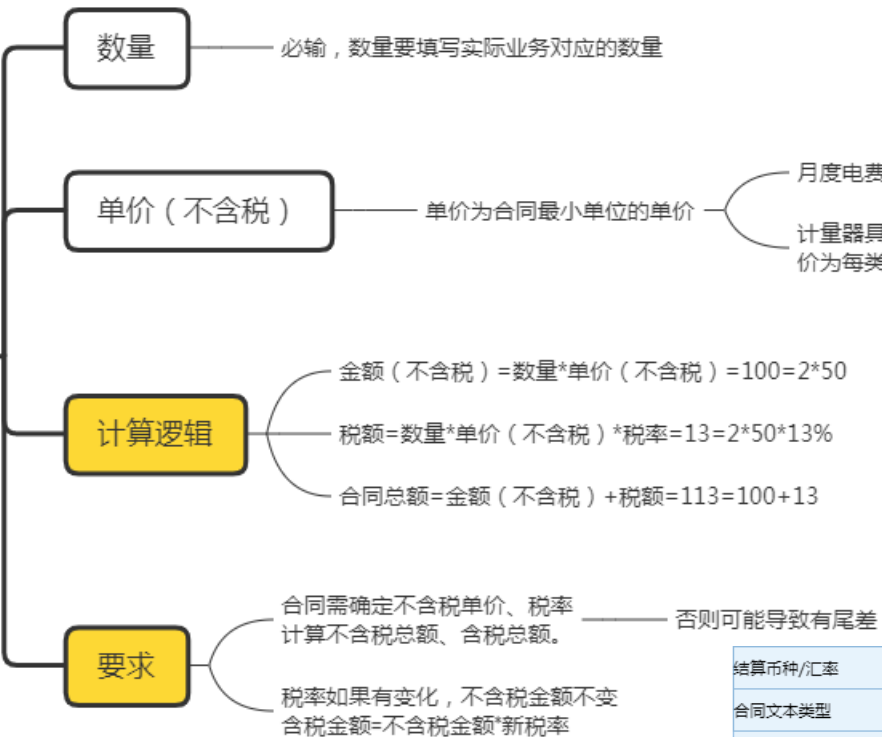 数量
必输，数量要填写实际业务对应的数量
单价（不含税）
单价为合同最小单位的单价
月度电费
计量器具
价为每类
计算逻辑
金额（不含税）=数量*单价（不含税）=100=2*50
税额=数量*单价（不含税）*税率=13=2*50*13%
合同总额=金额（不含税）+税额=113=100+13
要求
合同需确定不含税单价、税率
计算不含税总额、含税总额。
否则可能导致有尾差
税率如果有变化，不含税金额不变
含税金额=不含税金额*新税率
结算币种/汇率
合同文本类型